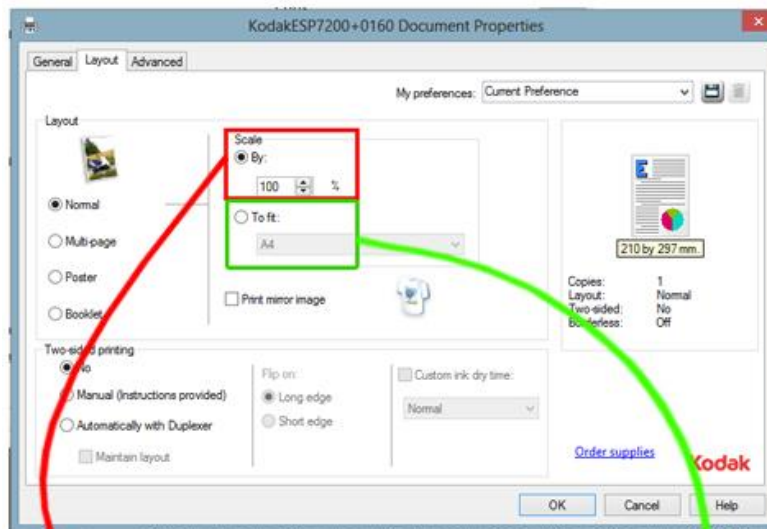 KodakESP7200+0160 Document Properties
General Layout Advanced
My preferences: Current Preference
Layout
Normal
Multi-page
Poster
Booklet
Scale
By:
100 %
To fit:
A4
Print mirror image
E
210 by 297 mm.
Copies: 1
Layout: Normal
Two-sided: No
Borderless: Off
Two-sided printing
No
Manual (Instructions provided)
Automatically with Duplexer
Maintain layout
Flip on:
Long edge
Short edge
Custom ink dry time:
Normal
Order supplies
Kodak
OK Cancel Help